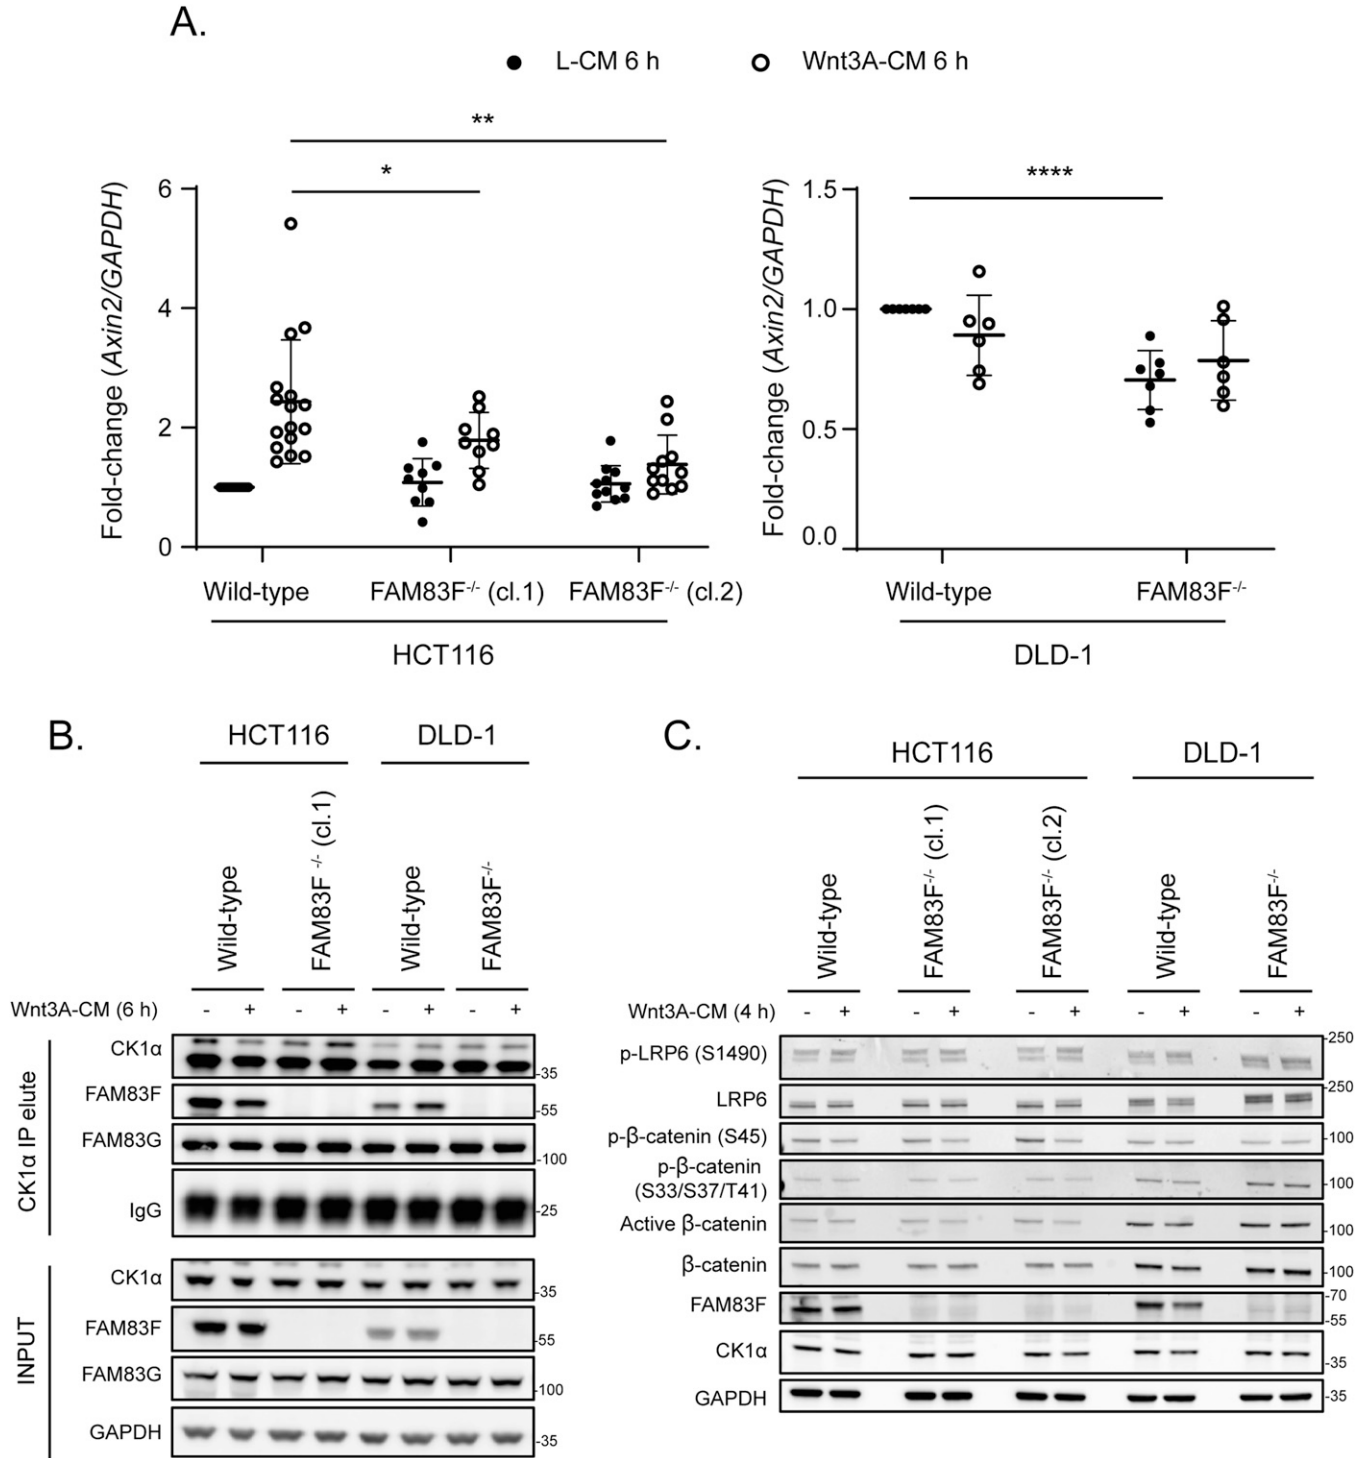 A.
L-CM 6 h
Wnt3A-CM 6 h
**
*
Fold-change (Axin2/GAPDH)
6
4
2
0
Wild-type
FAM83F-/- (cl.1)
FAM83F-/- (cl.2)
HCT116
****
Fold-change (Axin2/GAPDH)
1.5
1.0
0.5
0.0
Wild-type
FAM83F-/-
DLD-1
B.
HCT116
DLD-1
Wild-type
FAM83F -/- (cl.1)
Wild-type
FAM83F-/-
Wnt3A-CM (6 h) - + - + - + - +
CK1α IP elute
CK1α
-35
FAM83F
-55
FAM83G
-100
IgG
-25
INPUT
CK1α
-35
FAM83F
-55
FAM83G
-100
GAPDH
-35
C.
HCT116
DLD-1
Wild-type
FAM83F-/- (cl.1)
FAM83F-/- (cl.2)
Wild-type
FAM83F-/-
Wnt3A-CM (4 h) - + - + - + - + - +
p-LRP6 (S1490)
-250
LRP6
-250
p-β-catenin (S45)
-100
p-β-catenin
(S33/S37/T41)
-100
Active β-catenin
-100
β-catenin
-100
FAM83F
-70
-55
CK1α
-35
GAPDH
-35